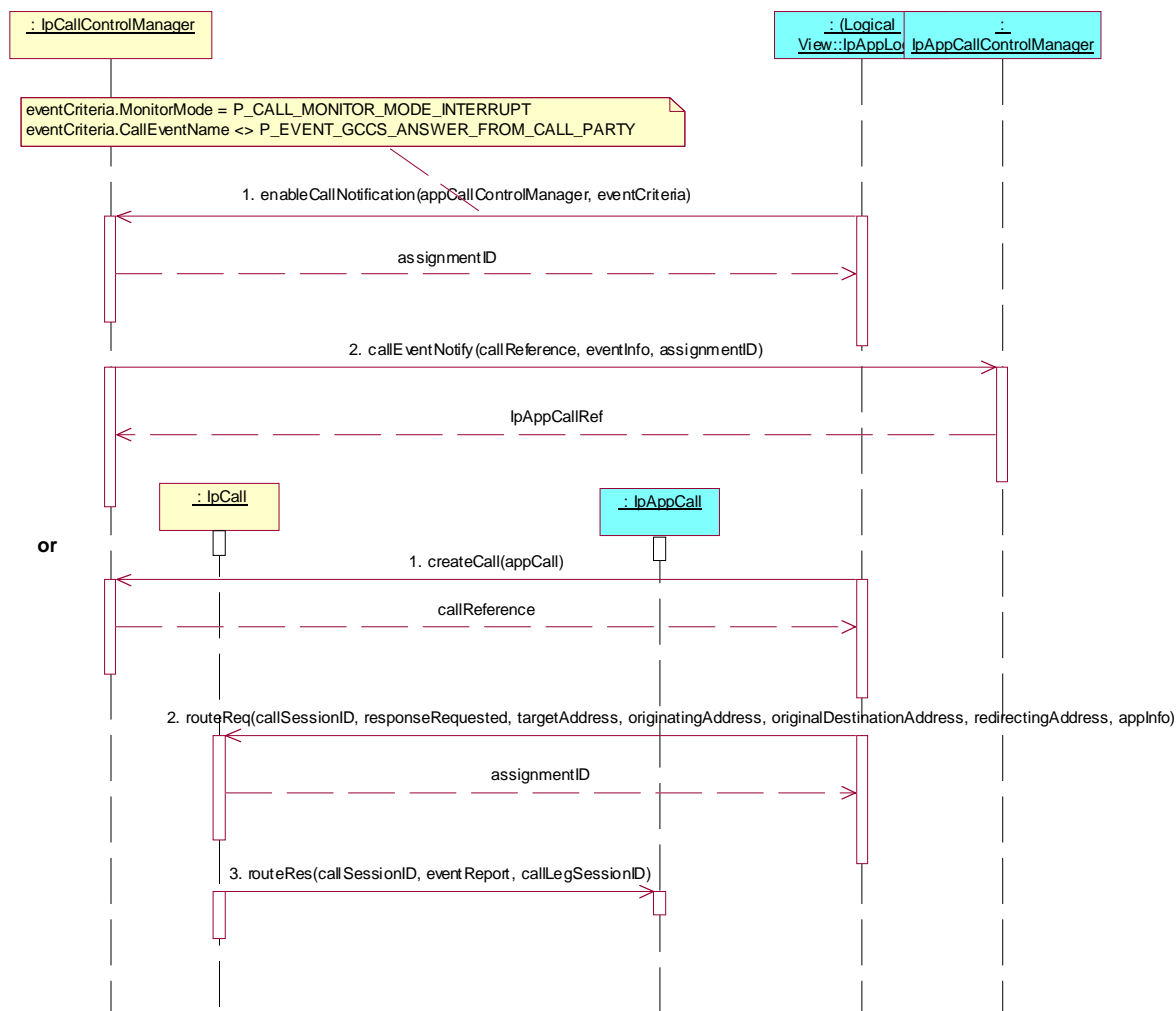 : IpCallControlManager
: (Logical
View::IpAppLo
:
IpAppCallControlManager
eventCriteria.MonitorMode = P_CALL_MONITOR_MODE_INTERRUPT
eventCriteria.CallEventName <> P_EVENT_GCCS_ANSWER_FROM_CALL_PARTY
1. enableCallNotification(appCallControlManager, eventCriteria)
assignmentID
2. callEventNotify(callReference, eventInfo, assignmentID)
IpAppCallRef
: IpCall
: IpAppCall
or
1. createCall(appCall)
callReference
2. routeReq(callSessionID, responseRequested, targetAddress, originatingAddress, originalDestinationAddress, redirectingAddress, appInfo)
assignmentID
3. routeRes(callSessionID, eventReport, callLegSessionID)